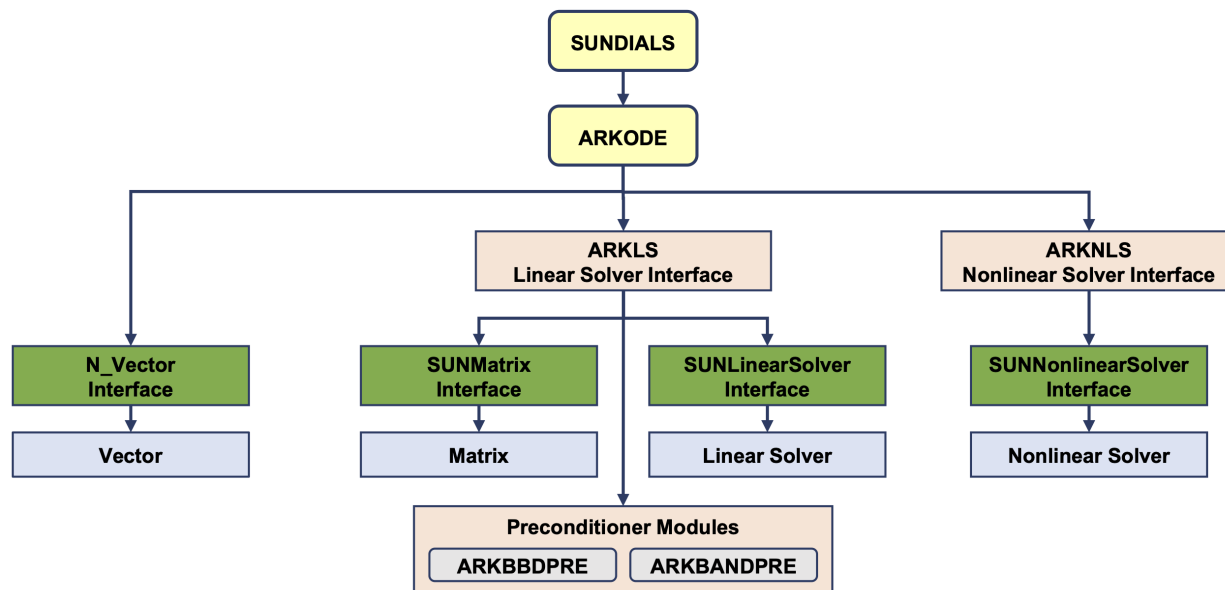 SUNDIALS
ARKODE
ARKLS
Linear Solver Interface
ARKNLS
Nonlinear Solver Interface
N_Vector
Interface
SUNMatrix
Interface
SUNLinearSolver
Interface
SUNNonlinearSolver
Interface
Vector
Matrix
Linear Solver
Nonlinear Solver
Preconditioner Modules
ARKBBDPRE
ARKBANDPRE